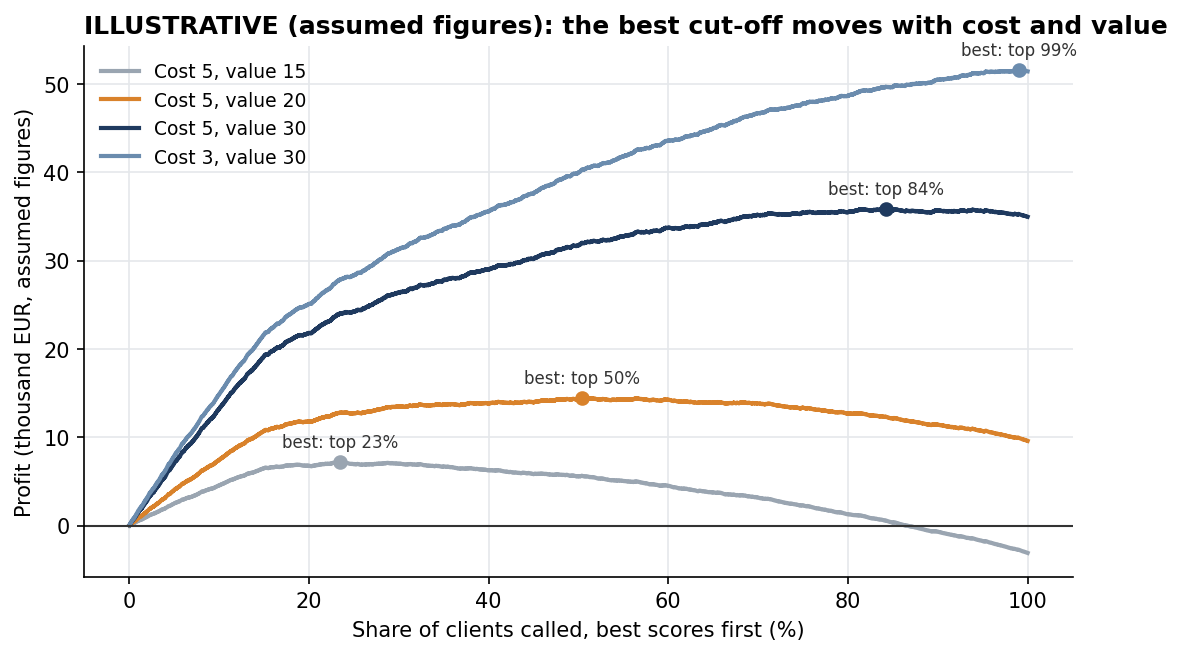 ILLUSTRATIVE (assumed figures): the best cut-off moves with cost and value
best: top 99%
Cost 5, value 15
Cost 5, value 20
Cost 5, value 30
Cost 3, value 30
best: top 84%
best: top 50%
best: top 23%
Profit (thousand EUR, assumed figures)
50
40
30
20
10
0
0 20 40 60 80 100
Share of clients called, best scores first (%)